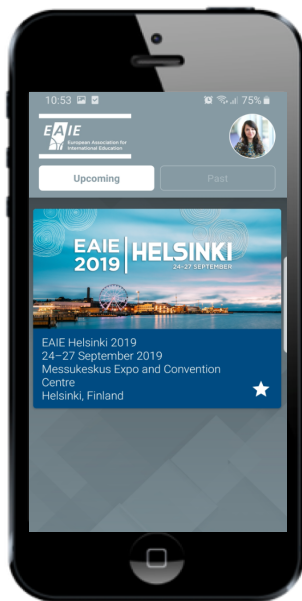 10:53
75%
EAIE
European Association for
International Education
Upcoming
Past
EAIE
2019
HELSINKI
24-27 SEPTEMBER
EAIE Helsinki 2019
24–27 September 2019
Messukeskus Expo and Convention
Centre
Helsinki, Finland